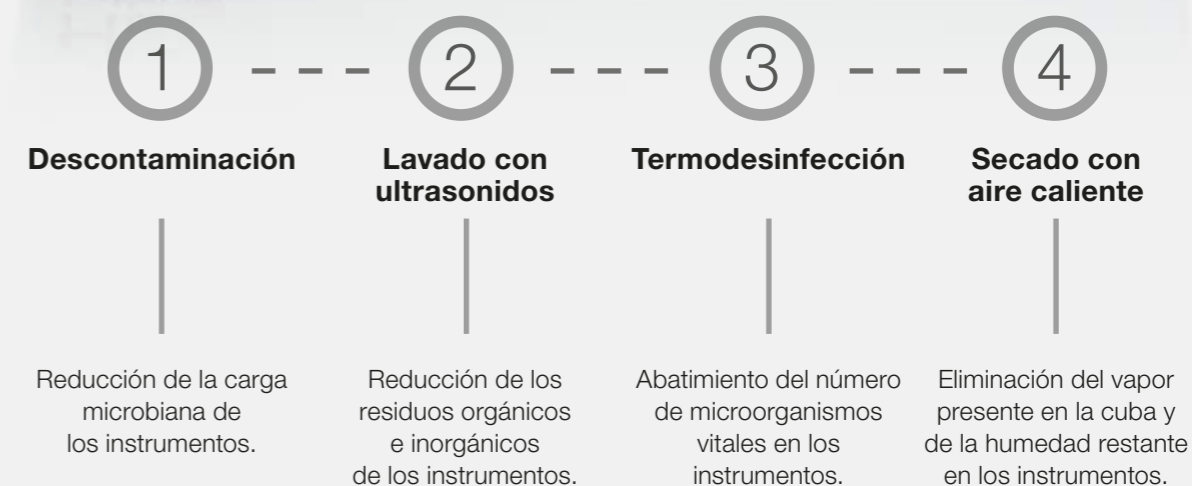 1
2
3
4
Descontaminación
Lavado con
ultrasonidos
Termodesinfección
Secado con
aire caliente
Reducción de la carga
microbiana de
los instrumentos.
Reducción de los
residuos orgánicos
e inorgánicos
de los instrumentos.
Abatimiento del número
de microorganismos
vitales en los
instrumentos.
Eliminación del vapor
presente en la cuba y
de la humedad restante
en los instrumentos.